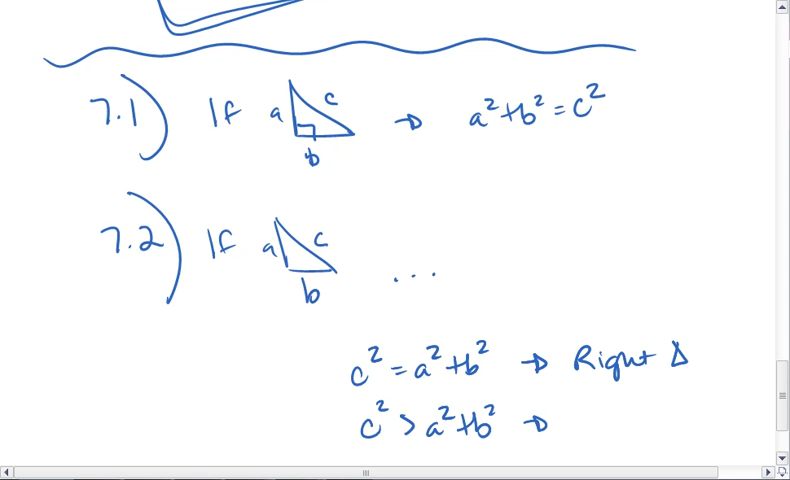 7.1) If a c b → a² + b² = c²
7.2) If a c b ...
c² = a² + b² → Right Δ
c² > a² + b² →